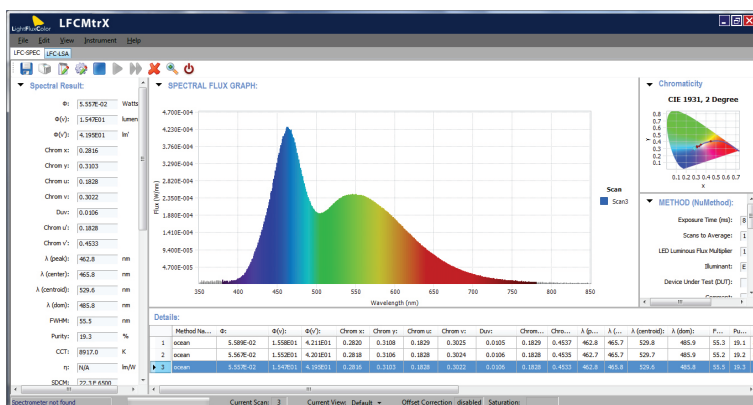 LightFluxColor LFCMtrX
File Edit View Instrument Help
LFC-SPEC LFC-LSA
Spectral Result:
Φ: 5.557E-02 Watts
Φ(v): 1.547E01 lumen
Φ(v'): 4.195E01 lm'
Chrom x: 0.2816
Chrom y: 0.3103
Chrom u: 0.1828
Chrom v: 0.3022
Duv: 0.0106
Chrom u': 0.1828
Chrom v': 0.4533
λ (peak): 462.8 nm
λ (center): 465.8 nm
λ (centroid): 529.6 nm
λ (dom): 485.8 nm
FWHM: 55.5 nm
Purity: 19.3 %
CCT: 8917.0 K
η: N/A lm/W
SDCM: 22.3 F 6500
SPECTRAL FLUX GRAPH:
Flux (W/nm)
4.700E-004
4.230E-004
3.760E-004
3.290E-004
2.820E-004
2.350E-004
1.880E-004
1.410E-004
9.400E-005
4.700E-005
350 400 450 500 550 600 650 700 750 800 850
Wavelength (nm)
Scan
Scan3
Chromaticity
CIE 1931, 2 Degree
Y
0.8
0.7
0.6
0.5
0.4
0.3
0.2
0.1
0.1 0.2 0.3 0.4 0.5 0.6 0.7
X
METHOD (NuMethod):
Exposure Time (ms): 8
Scans to Average: 1
LED Luminous Flux Multiplier 1
Illuminant: E
Device Under Test (DUT):
Comment:
Details:
Method Na... Φ: Φ(v): Φ(v'): Chrom x: Chrom y: Chrom u: Chrom v: Duv: Chrom... Chro... λ (p... λ (... λ (centroid): λ (dom): F... Pu...
1 ocean 5.589E-02 1.558E01 4.211E01 0.2820 0.3108 0.1829 0.3025 0.0105 0.1829 0.4537 462.8 465.7 529.8 485.9 55.3 19.1
2 ocean 5.567E-02 1.552E01 4.201E01 0.2818 0.3106 0.1828 0.3024 0.0106 0.1828 0.4537 462.7 465.7 529.7 485.9 55.2 19.2
3 ocean 5.557E-02 1.547E01 4.195E01 0.2816 0.3103 0.1828 0.3022 0.0106 0.1828 0.4533 462.8 465.8 529.6 485.8 55.5 19.3
Spectrometer not found Current Scan: 3 Current View: Default Offset Correction disabled Saturation: